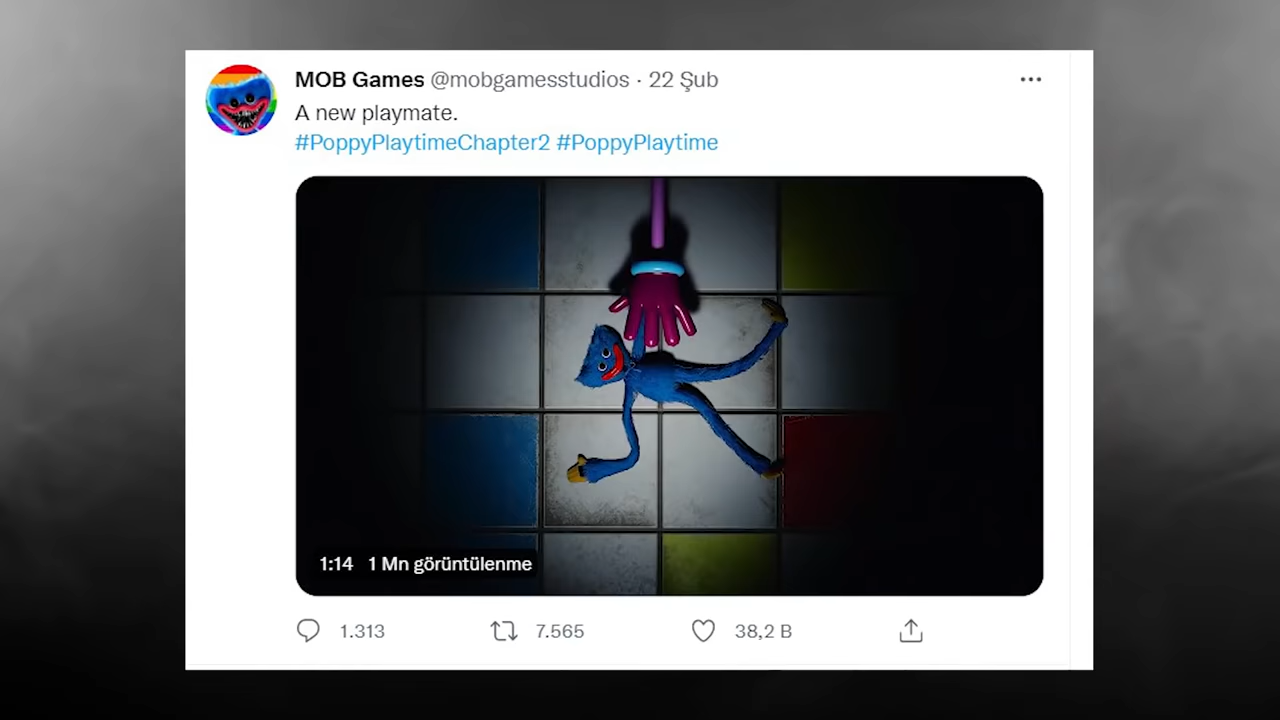 MOB Games @mobgamesstudios · 22 Şub
A new playmate.
#PoppyPlaytimeChapter2 #PoppyPlaytime
1:14 1 Mn görüntülenme
1.313 7.565 38,2 B